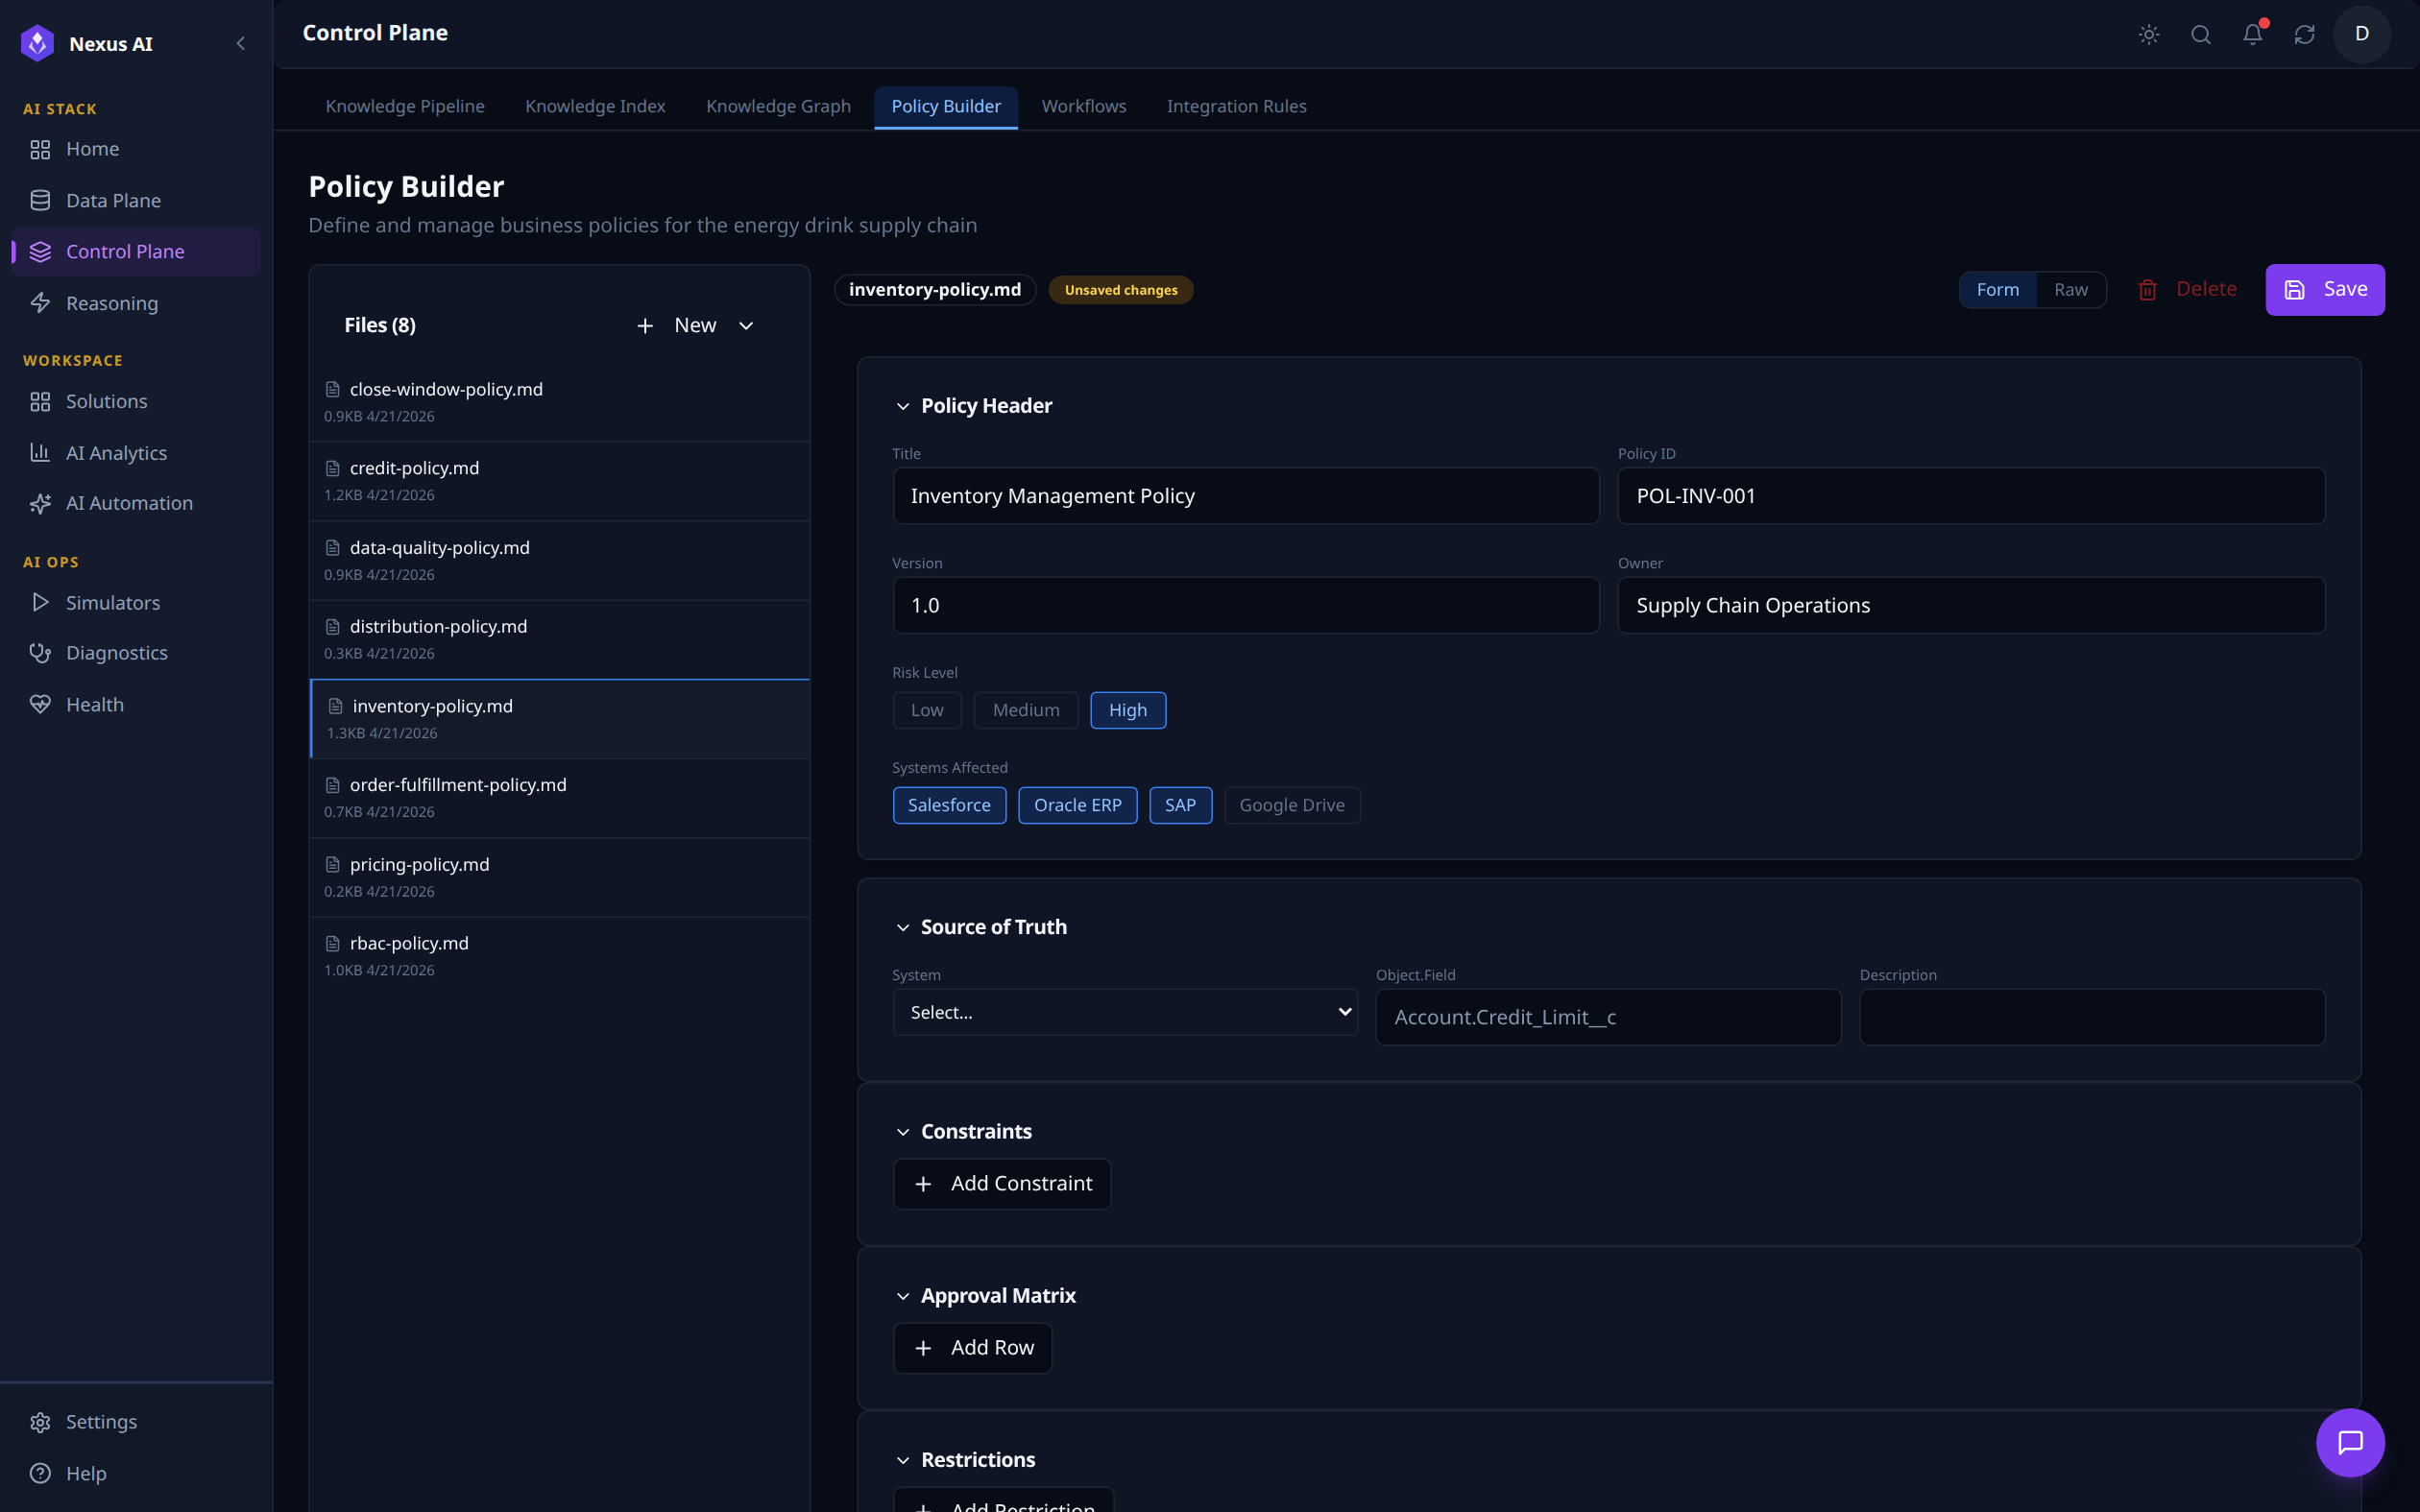 Nexus AI
AI STACK
Home
Data Plane
Control Plane
Reasoning
WORKSPACE
Solutions
AI Analytics
AI Automation
AI OPS
Simulators
Diagnostics
Health
Settings
Help
Control Plane
D
Knowledge Pipeline
Knowledge Index
Knowledge Graph
Policy Builder
Workflows
Integration Rules
Policy Builder
Define and manage business policies for the energy drink supply chain
Files (8)
New
close-window-policy.md
0.9KB 4/21/2026
credit-policy.md
1.2KB 4/21/2026
data-quality-policy.md
0.9KB 4/21/2026
distribution-policy.md
0.3KB 4/21/2026
inventory-policy.md
1.3KB 4/21/2026
order-fulfillment-policy.md
0.7KB 4/21/2026
pricing-policy.md
0.2KB 4/21/2026
rbac-policy.md
1.0KB 4/21/2026
inventory-policy.md
Unsaved changes
Form
Raw
Delete
Save
Policy Header
Title
Policy ID
Inventory Management Policy
POL-INV-001
Version
Owner
1.0
Supply Chain Operations
Risk Level
Low
Medium
High
Systems Affected
Salesforce
Oracle ERP
SAP
Google Drive
Source of Truth
System
Object.Field
Description
Select...
Account.Credit_Limit__c
Constraints
Add Constraint
Approval Matrix
Add Row
Restrictions
Add Restriction